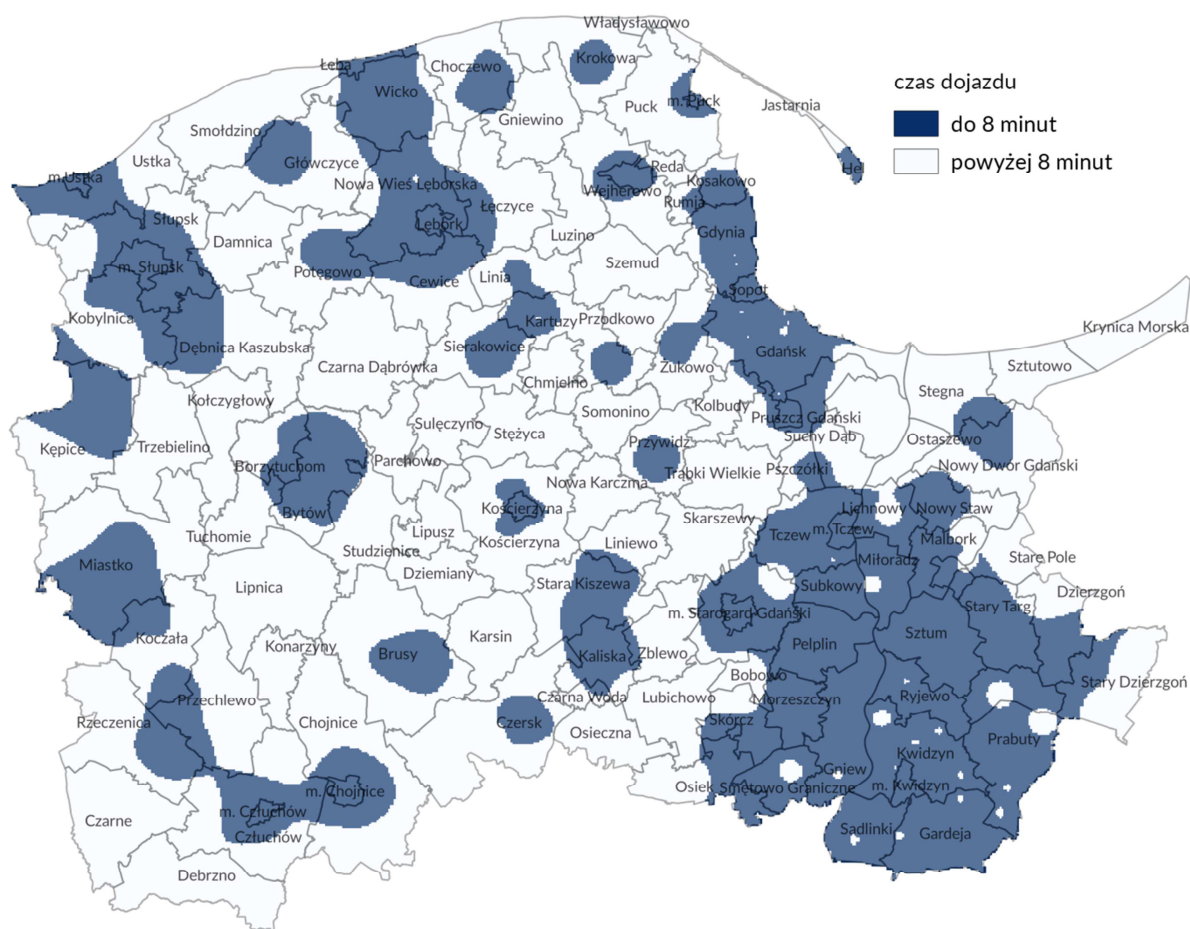 Władysławowo
czas dojazdu
do 8 minut
powyżej 8 minut
Łeba
Choczewo
Krokowa
Wicko
m. Puck
Puck
Jastarnia
Gniewino
Smołdzino
Ustka
Główczyce
Hel
m.Ustka
Nowa Wieś Lęborska
Reda
Wejherowo
Kosakowo
Rumia
Łęczyce
Słupsk
Lębork
Gdynia
Damnica
Luzino
m. Słupsk
Potęgowo
Cewice
Linia
Szemud
Sopot
Kobylnica
Kartuzy
Przodkowo
Krynica Morska
Dębnica Kaszubska
Sierakowice
Gdańsk
Czarna Dąbrówka
Żukowo
Sztutowo
Chmielno
Stegna
Kołczygłowy
Kolbudy
Somonino
Pruszcz Gdański
Sulęczyno
Stężyca
Suchy Dąb
Ostaszewo
Kępice
Trzebielino
Przywidz
Borzytuchom
Parchowo
Trąbki Wielkie
Pszczółki
Nowy Dwór Gdański
Nowa Karczma
Bytów
Kościerzyna
Lichnowy
Nowy Staw
Skarszewy
Tuchomie
Lipusz
Kościerzyna
Liniewo
Tczew
m. Tczew
Malbork
Studzienice
Miastko
Dziemiany
Miłoradz
Stare Pole
Lipnica
Stara Kiszewa
Subkowy
Dzierzgoń
m. Starogard Gdański
Stary Targ
Koczała
Karsin
Sztum
Konarzyny
Brusy
Kaliska
Zblewo
Pelplin
Bobowo
Stary Dzierzgoń
Przechlewo
Czarna Woda
Lubichowo
Morzeszczyn
Ryjewo
Rzeczenica
Chojnice
Czersk
Osieczna
Skórcz
Prabuty
Kwidzyn
Gniew
Osiek
Smętowo Graniczne
m. Kwidzyn
m. Chojnice
m. Człuchów
Czarne
Człuchów
Sadlinki
Gardeja
Debrzno